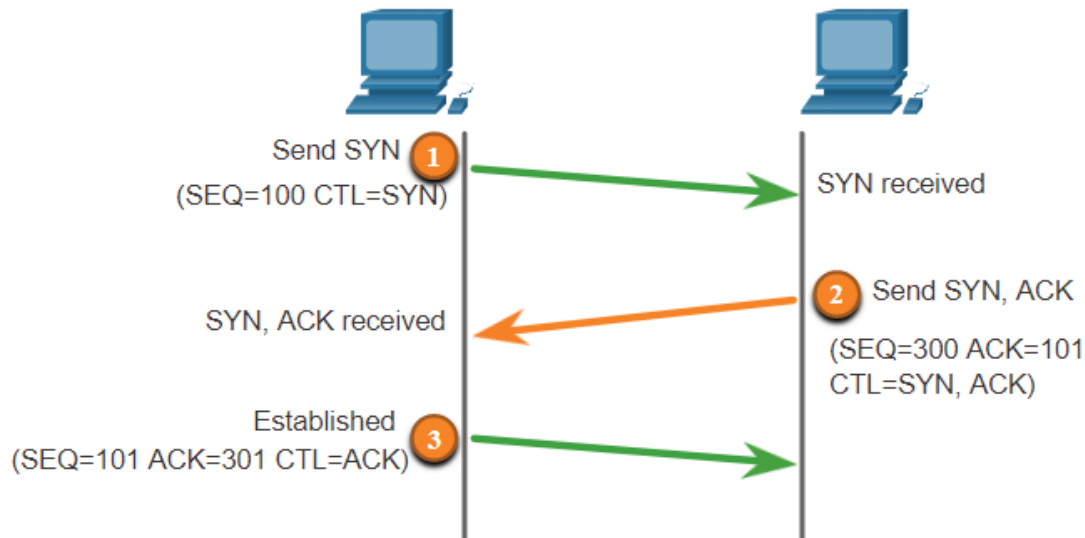 Send SYN
1
(SEQ=100 CTL=SYN)
SYN received
2
Send SYN, ACK
SYN, ACK received
(SEQ=300 ACK=101
CTL=SYN, ACK)
Established
3
(SEQ=101 ACK=301 CTL=ACK)